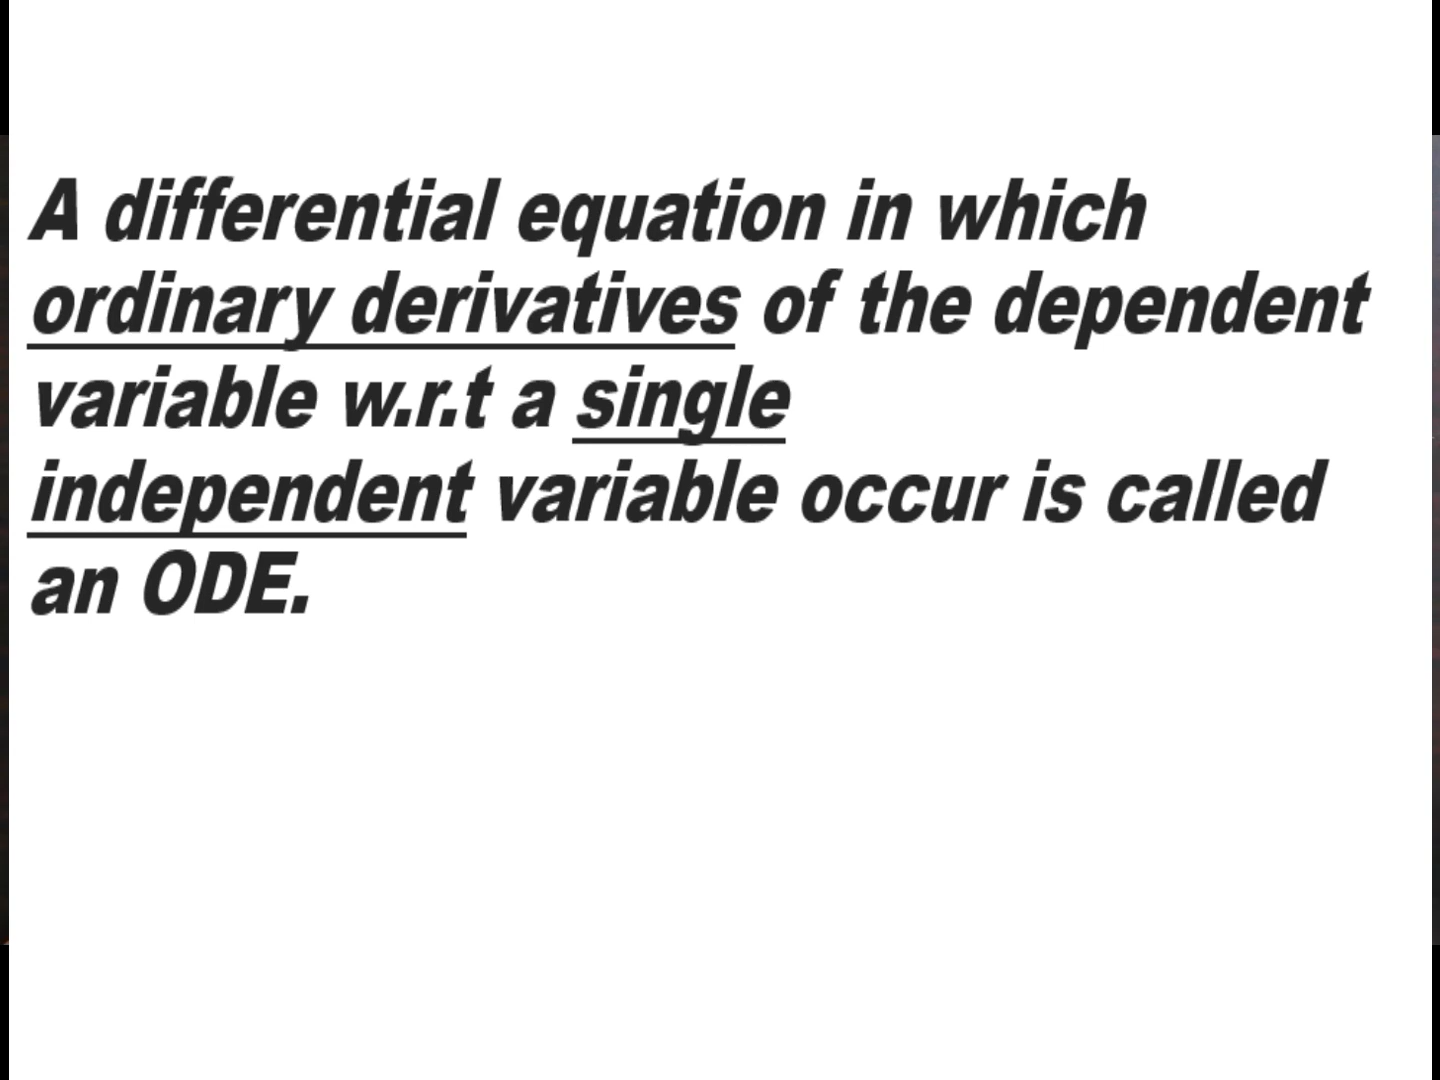 A differential equation in which
ordinary derivatives of the dependent
variable w.r.t a single
independent variable occur is called
an ODE.